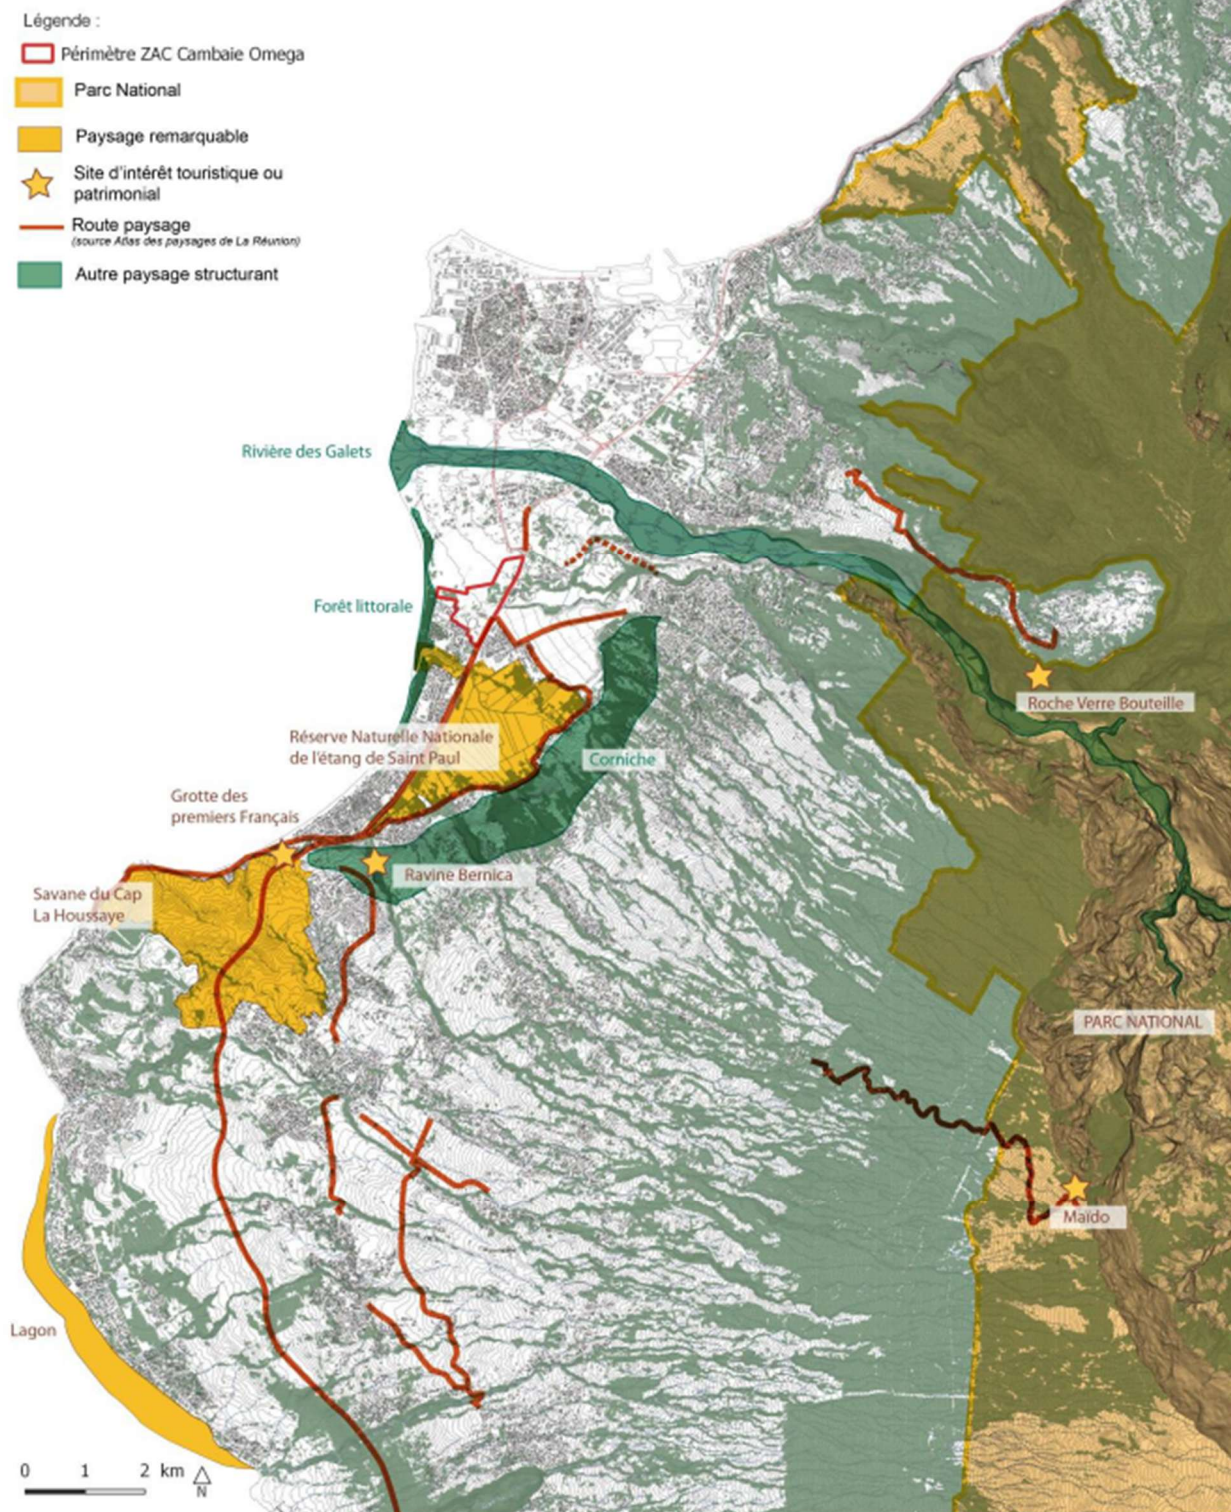 Légende :
Périmètre ZAC Cambaie Omega
Parc National
Paysage remarquable
Site d'intérêt touristique ou
patrimonial
Route paysage
(source Atlas des paysages de La Réunion)
Autre paysage structurant
Rivière des Galets
Forêt littorale
Roche Verre Bouteille
Réserve Naturelle Nationale
de l'étang de Saint Paul
Corniche
Grotte des
premiers Français
Ravine Bernica
Savane du Cap
La Houssaye
PARC NATIONAL
Maïdo
Lagon
0 1 2 km
N